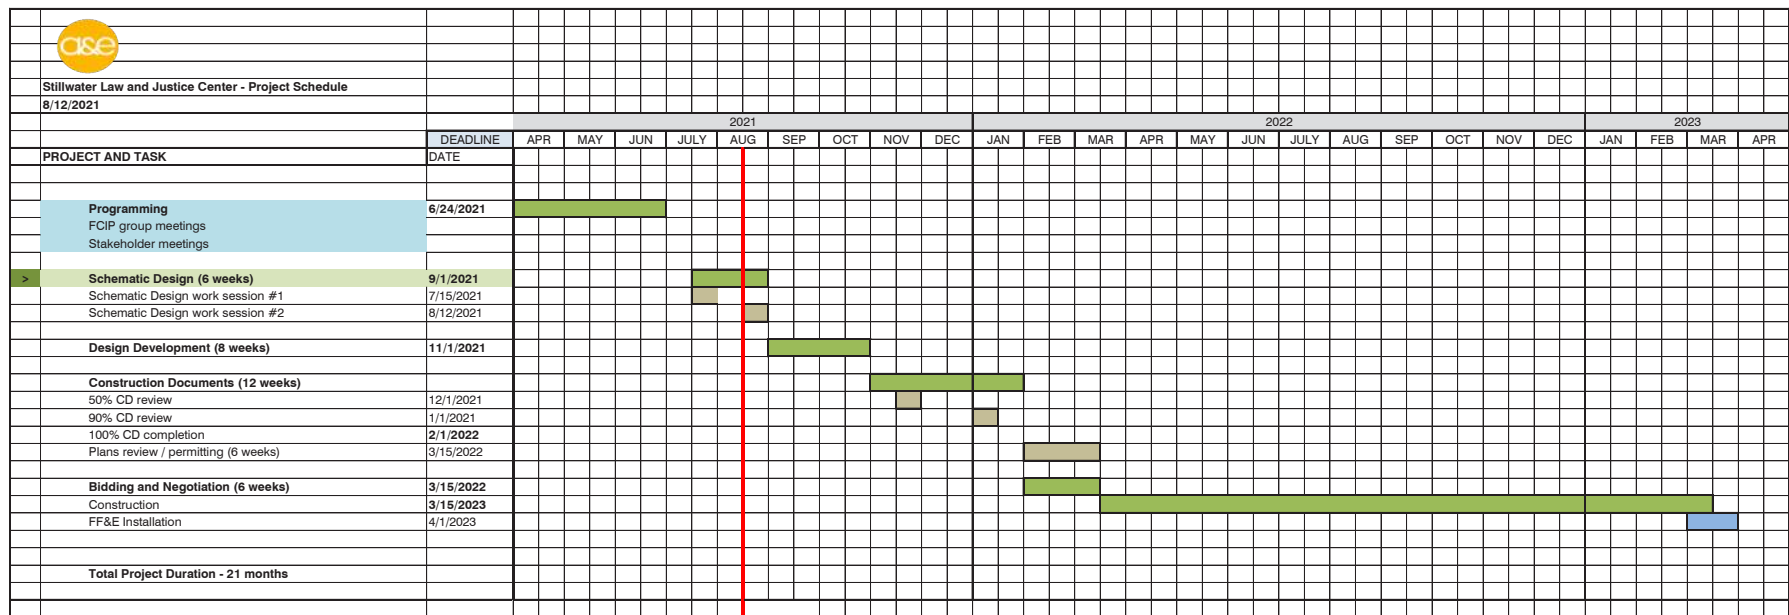 a&e
Stillwater Law and Justice Center - Project Schedule
8/12/2021
2021 2022 2023
DEADLINE APR MAY JUN JULY AUG SEP OCT NOV DEC JAN FEB MAR APR MAY JUN JULY AUG SEP OCT NOV DEC JAN FEB MAR APR
PROJECT AND TASK DATE
Programming 6/24/2021
FCIP group meetings
Stakeholder meetings
> Schematic Design (6 weeks) 9/1/2021
Schematic Design work session #1 7/15/2021
Schematic Design work session #2 8/12/2021
Design Development (8 weeks) 11/1/2021
Construction Documents (12 weeks)
50% CD review 12/1/2021
90% CD review 1/1/2021
100% CD completion 2/1/2022
Plans review / permitting (6 weeks) 3/15/2022
Bidding and Negotiation (6 weeks) 3/15/2022
Construction 3/15/2023
FF&E Installation 4/1/2023
Total Project Duration - 21 months